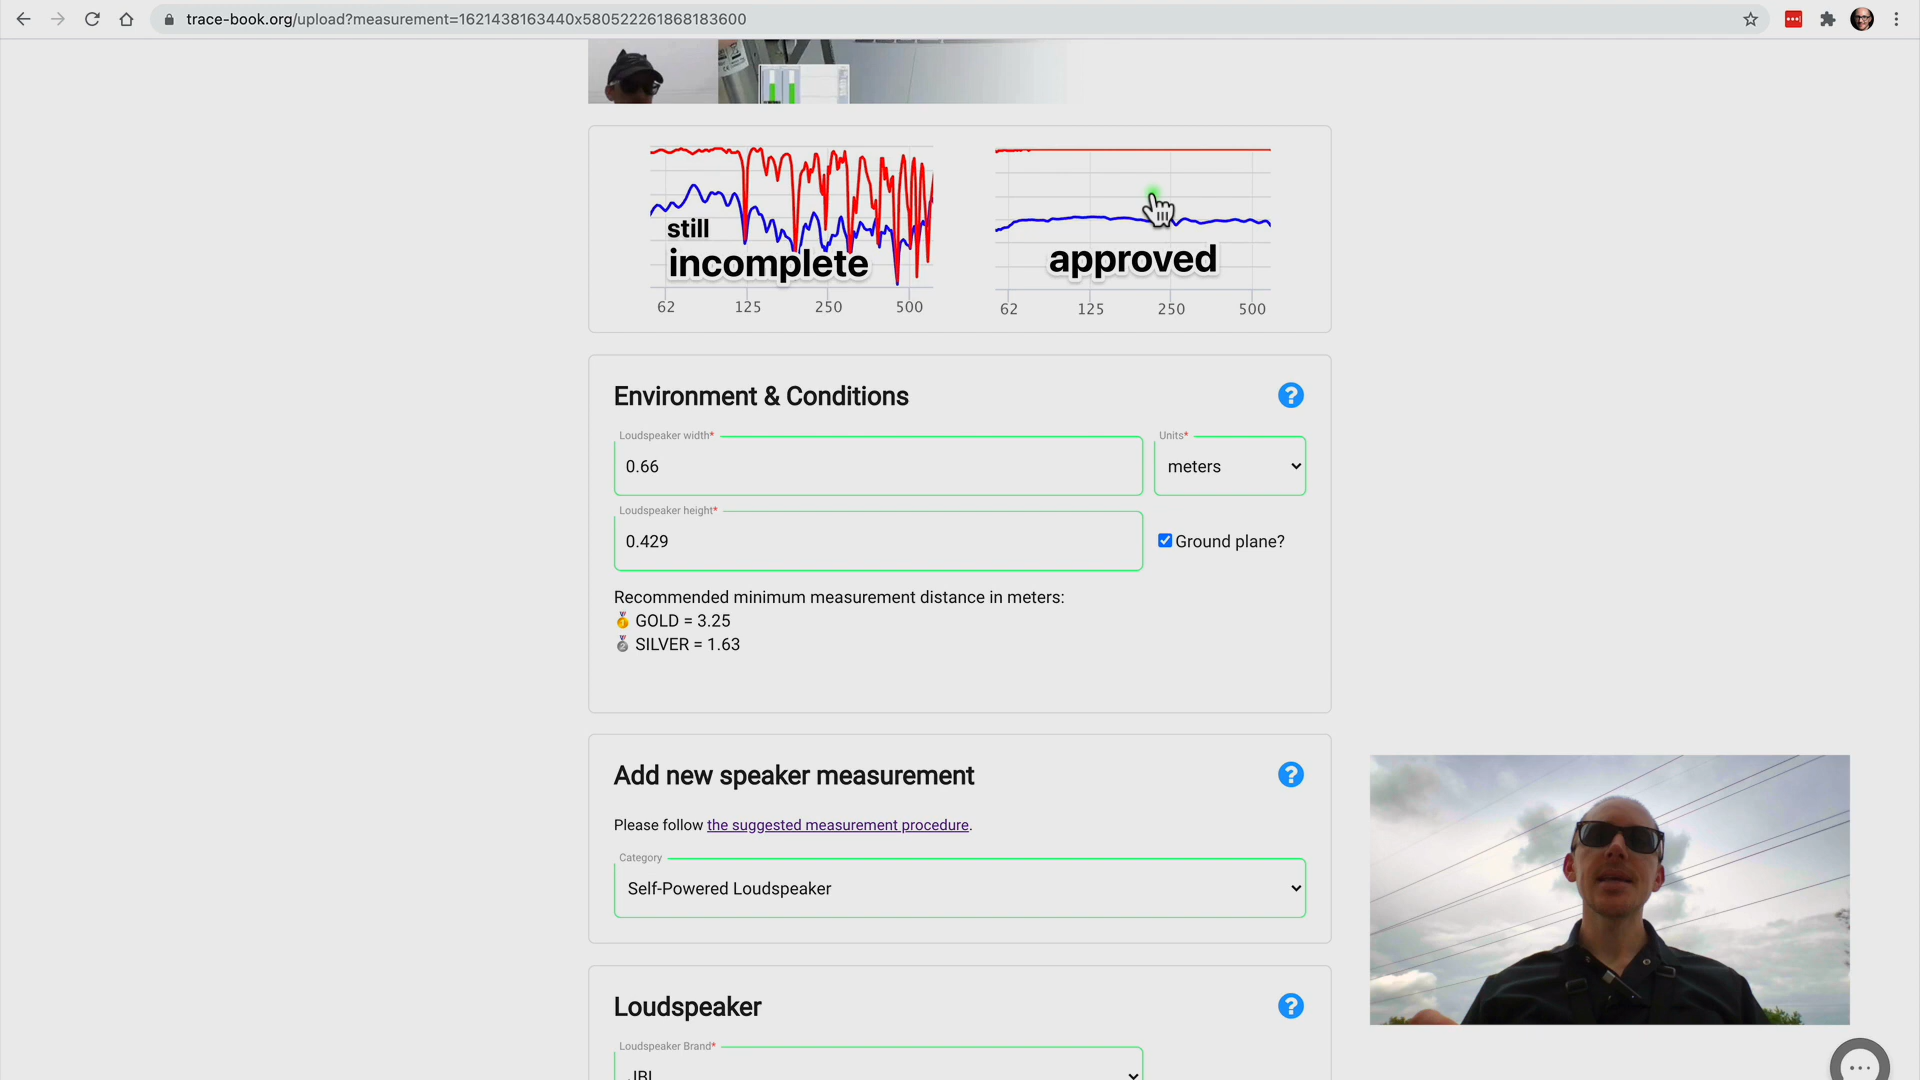 trace-book.org/upload?measurement=1621438163440x580522261868183600
still
incomplete
62 125 250 500
approved
62 125 250 500
Environment & Conditions
Loudspeaker width*
0.66
Units*
meters
Loudspeaker height*
0.429
Ground plane?
Recommended minimum measurement distance in meters:
GOLD = 3.25
SILVER = 1.63
Add new speaker measurement
Please follow the suggested measurement procedure.
Category
Self-Powered Loudspeaker
Loudspeaker
Loudspeaker Brand*
JBL